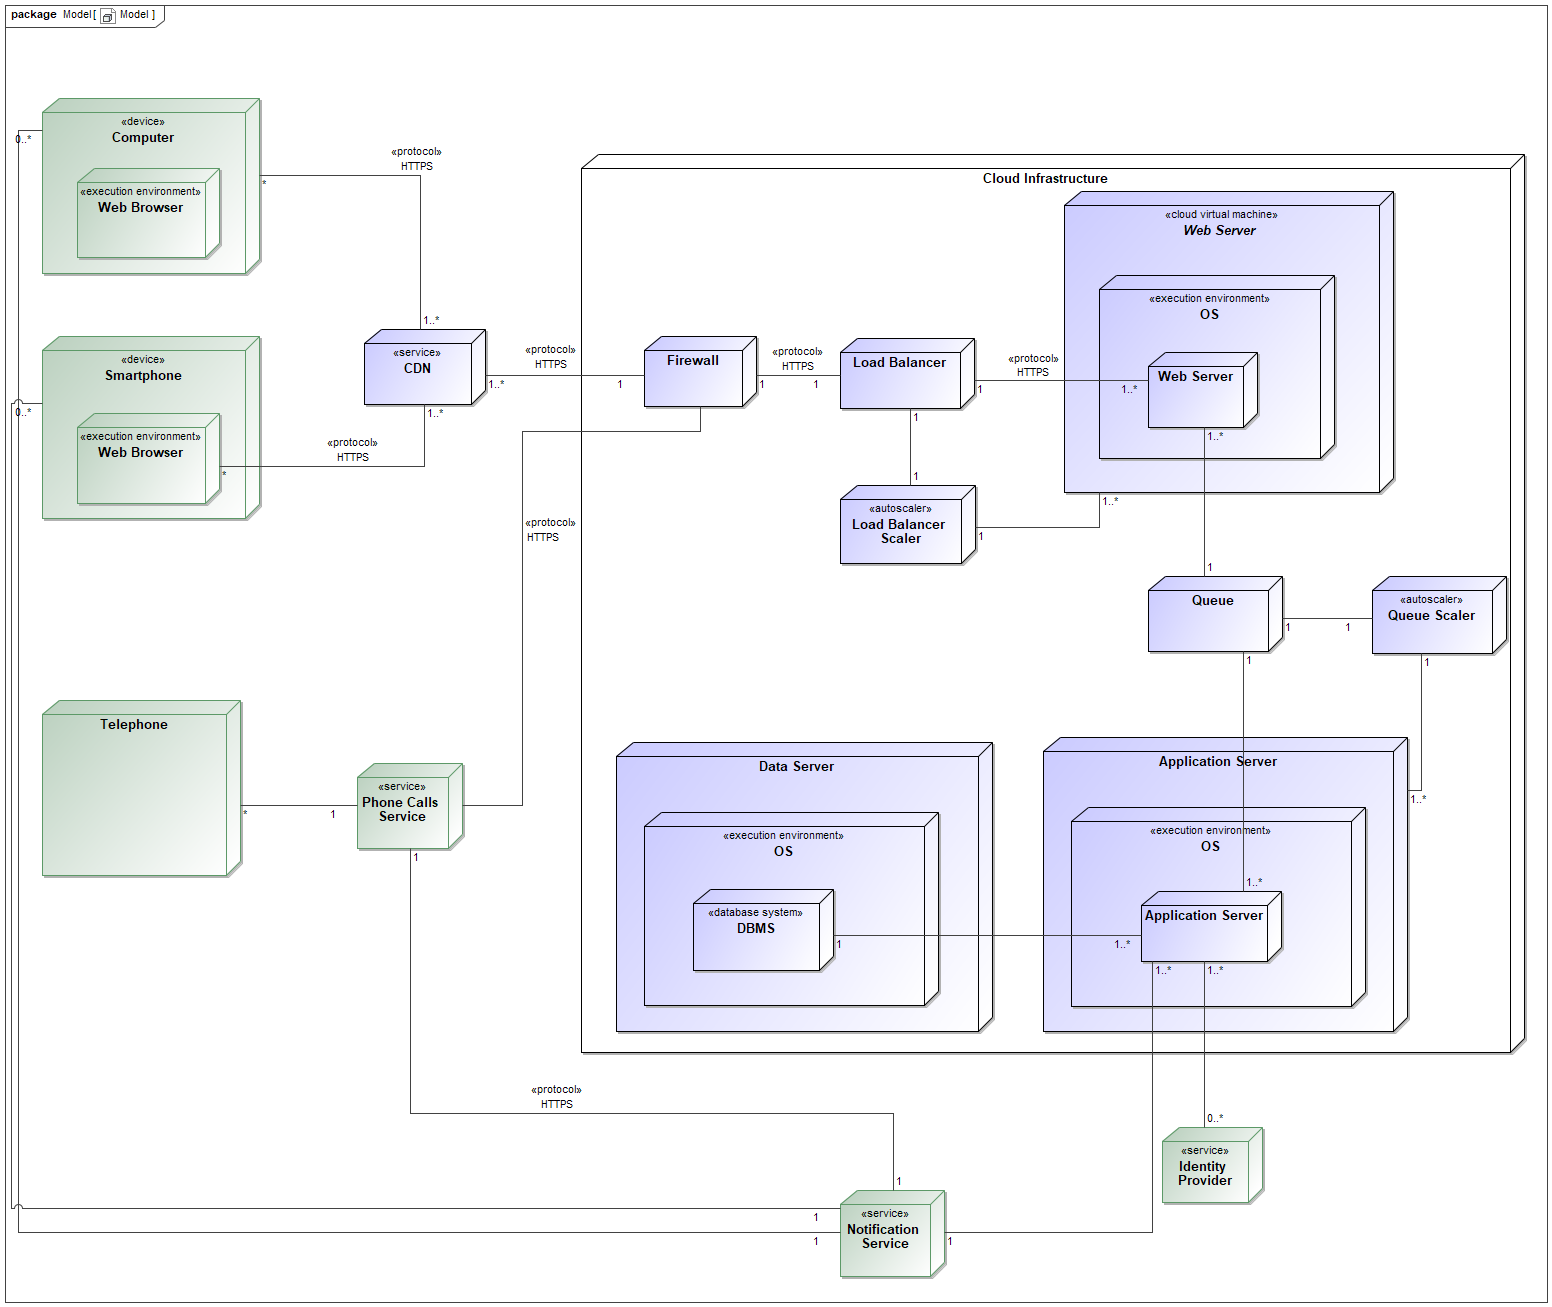 package Model[ Model ]
«device»
Computer
«execution environment»
Web Browser
0..*
*
«protocol»
HTTPS
1..*
«device»
Smartphone
«execution environment»
Web Browser
0..*
*
«protocol»
HTTPS
«service»
CDN
1..*
1..*
«protocol»
HTTPS
1
Cloud Infrastructure
Firewall
1
«protocol»
HTTPS
1
Load Balancer
1
1
«protocol»
HTTPS
1..*
«cloud virtual machine»
Web Server
«execution environment»
OS
Web Server
1..*
1..*
1
«autoscaler»
Load Balancer
Scaler
1
«protocol»
HTTPS
1
Queue
1
1
1
«autoscaler»
Queue Scaler
1
1..*
Telephone
*
1
«service»
Phone Calls
Service
1
Data Server
«execution environment»
OS
«database system»
DBMS
1
Application Server
«execution environment»
OS
1..*
Application Server
1..*
1..*
1..*
«protocol»
HTTPS
0..*
«service»
Identity
Provider
1
1
1
«service»
Notification
Service
1